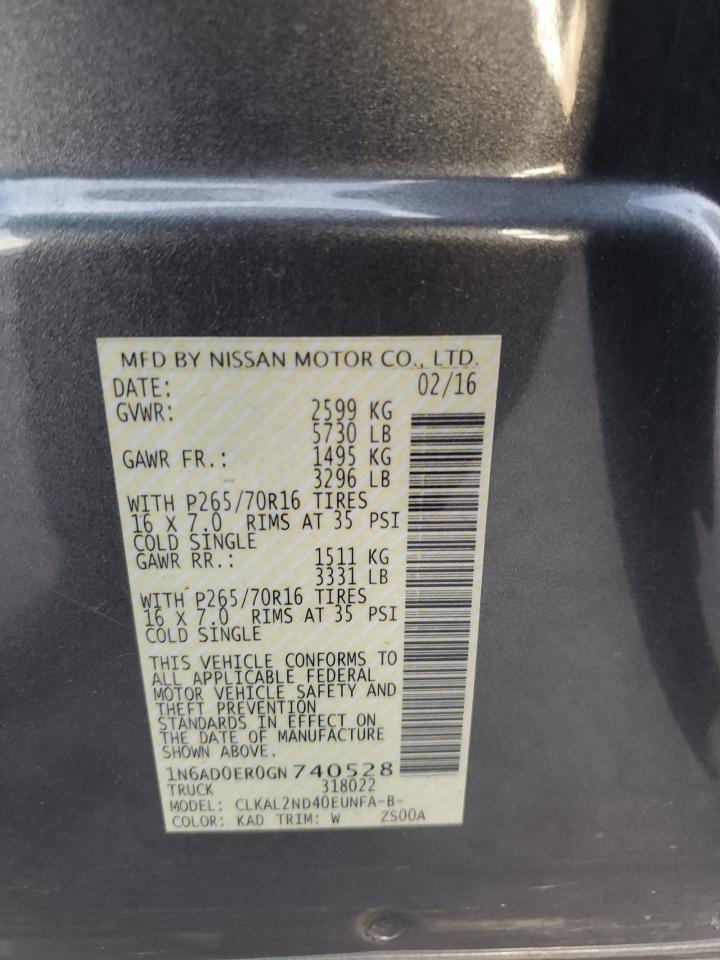 MFD BY NISSAN MOTOR CO., LTD.
DATE: 02/16
GVWR: 2599 KG
5730 LB
GAWR FR.: 1495 KG
3296 LB
WITH P265/70R16 TIRES
16 X 7.0 RIMS AT 35 PSI
COLD SINGLE
GAWR RR.: 1511 KG
3331 LB
WITH P265/70R16 TIRES
16 X 7.0 RIMS AT 35 PSI
COLD SINGLE
THIS VEHICLE CONFORMS TO
ALL APPLICABLE FEDERAL
MOTOR VEHICLE SAFETY AND
THEFT PREVENTION
STANDARDS IN EFFECT ON
THE DATE OF MANUFACTURE
SHOWN ABOVE.
1N6AD0ER0GN740528
TRUCK 318022
MODEL: CLKAL2ND40EUNFA-B-
COLOR: KAD TRIM: W ZS00A